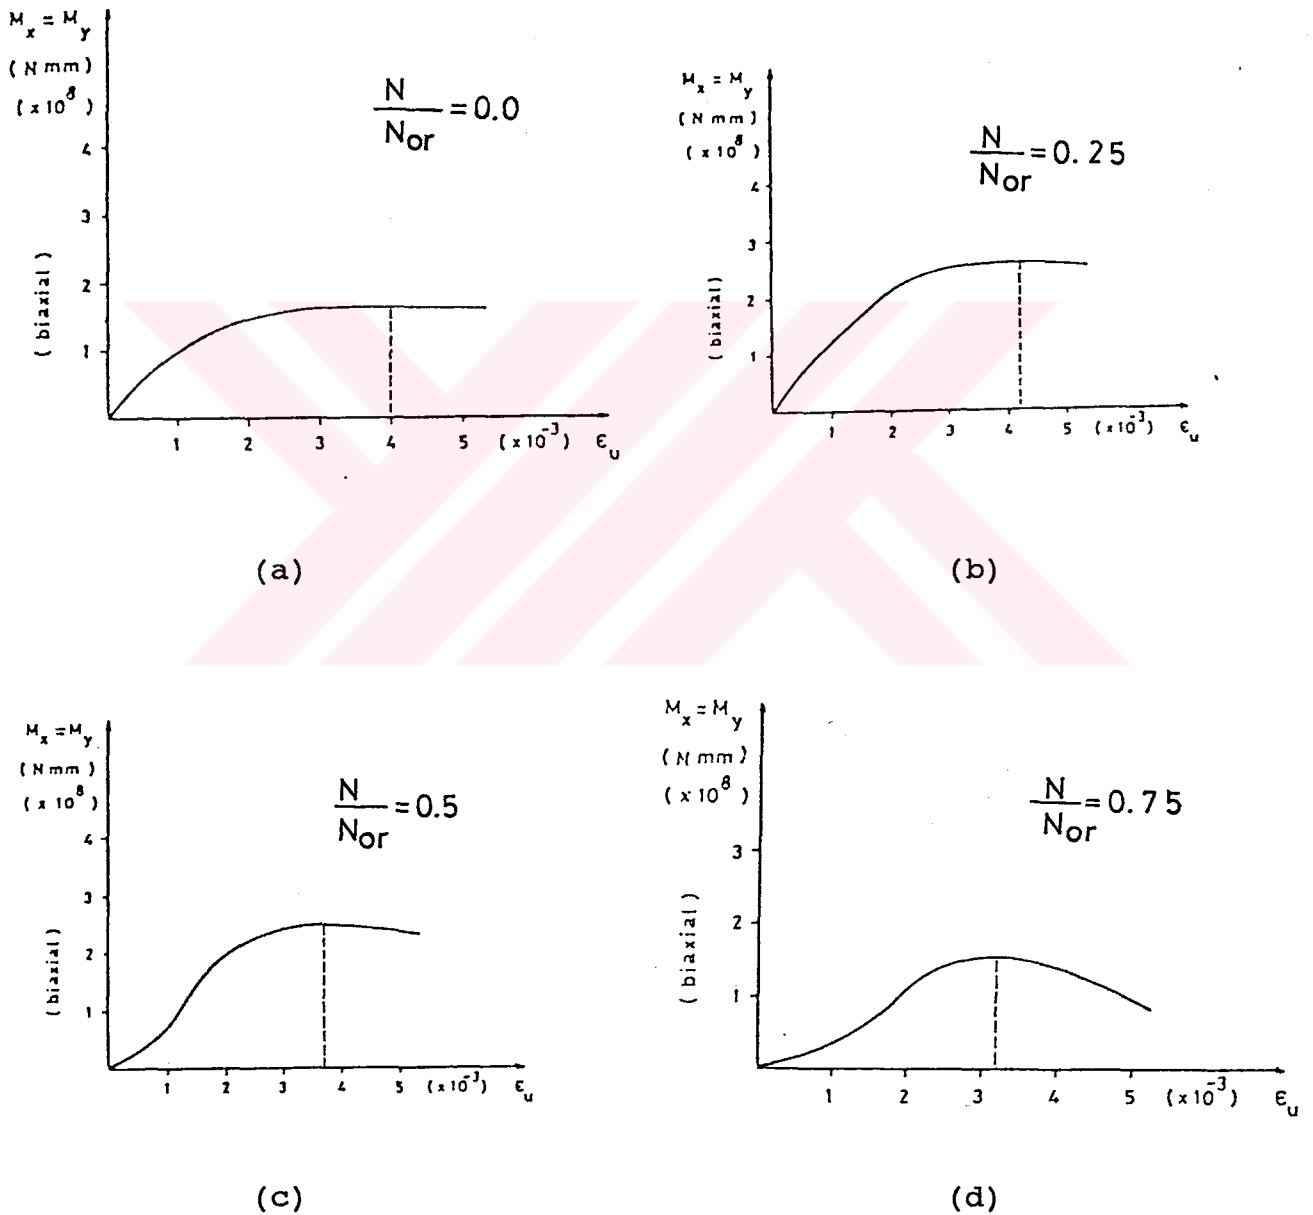 Mx = My
(N mm)
(x10^8)
N/Nor = 0.0
4
3
2
1
(biaxial)
1 2 3 4 5 (x10^-3) ϵu
(a)
Mx = My
(N mm)
(x10^8)
N/Nor = 0.25
4
3
2
1
(biaxial)
1 2 3 4 5 (x10^-3) ϵu
(b)
Mx = My
(N mm)
(x10^8)
N/Nor = 0.5
4
3
2
1
(biaxial)
1 2 3 4 5 (x10^-3) ϵu
(c)
Mx = My
(N mm)
(x10^8)
N/Nor = 0.75
3
2
1
(biaxial)
1 2 3 4 5 (x10^-3) ϵu
(d)